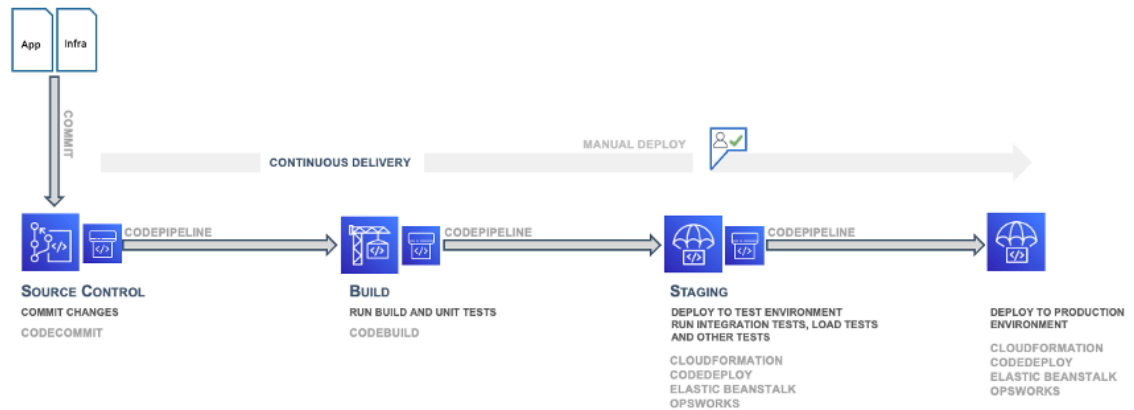 App
Infra
COMMIT
MANUAL DEPLOY
CONTINUOUS DELIVERY
CODEPIPELINE
CODEPIPELINE
CODEPIPELINE
SOURCE CONTROL
COMMIT CHANGES
CODECOMMIT
BUILD
RUN BUILD AND UNIT TESTS
CODEBUILD
STAGING
DEPLOY TO TEST ENVIRONMENT
RUN INTEGRATION TESTS, LOAD TESTS
AND OTHER TESTS
CLOUDFORMATION
CODEDEPLOY
ELASTIC BEANSTALK
OPSWORKS
DEPLOY TO PRODUCTION
ENVIRONMENT
CLOUDFORMATION
CODEDEPLOY
ELASTIC BEANSTALK
OPSWORKS